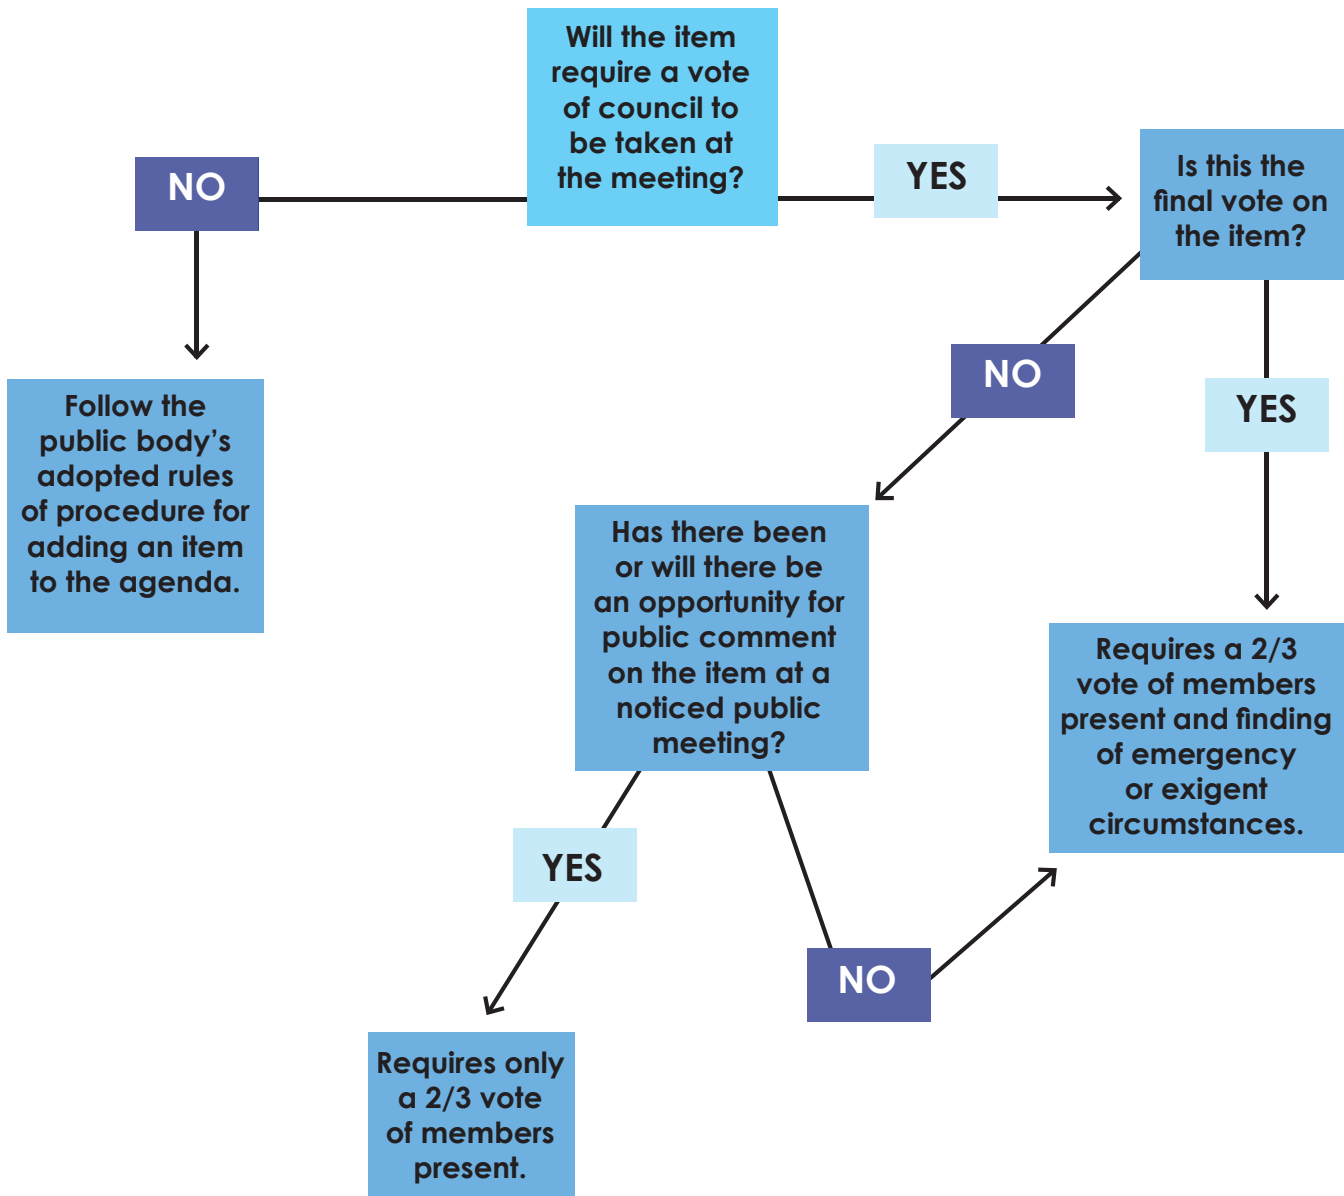 Will the item
require a vote
of council to
be taken at
the meeting?
NO
YES
Is this the
final vote on
the item?
NO
YES
Follow the
public body’s
adopted rules
of procedure for
adding an item
to the agenda.
Has there been
or will there be
an opportunity for
public comment
on the item at a
noticed public
meeting?
Requires a 2/3
vote of members
present and finding
of emergency
or exigent
circumstances.
YES
NO
Requires only
a 2/3 vote
of members
present.